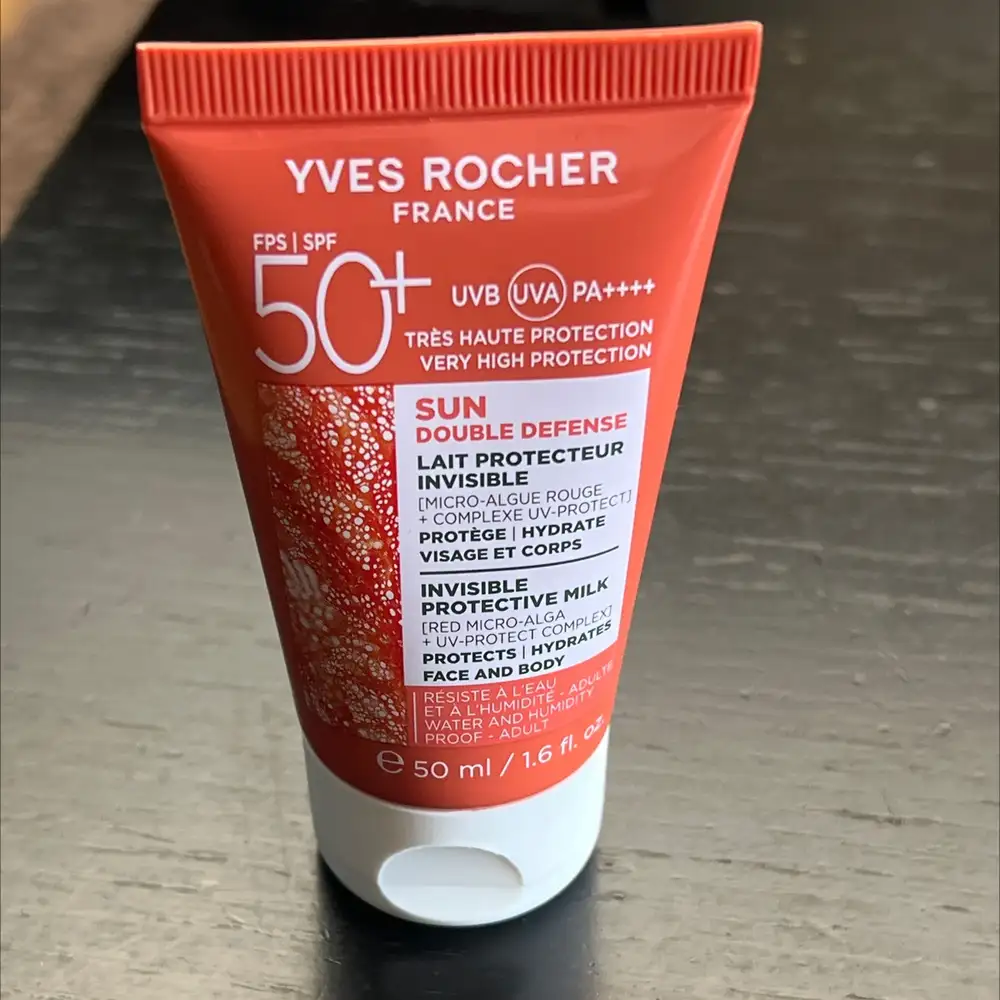 YVES ROCHER
FRANCE
FPS | SPF
50+
UVB UVA PA++++
TRÈS HAUTE PROTECTION
VERY HIGH PROTECTION
SUN
DOUBLE DEFENSE
LAIT PROTECTEUR
INVISIBLE
[MICRO-ALGUE ROUGE
+ COMPLEXE UV-PROTECT]
PROTÈGE | HYDRATE
VISAGE ET CORPS
INVISIBLE
PROTECTIVE MILK
[RED MICRO-ALGA
+ UV-PROTECT COMPLEX]
PROTECTS | HYDRATES
FACE AND BODY
RÉSISTE À L'EAU
ET À L'HUMIDITÉ - ADULTE
WATER AND HUMIDITY
PROOF - ADULT
℮ 50 ml / 1.6 fl. oz.